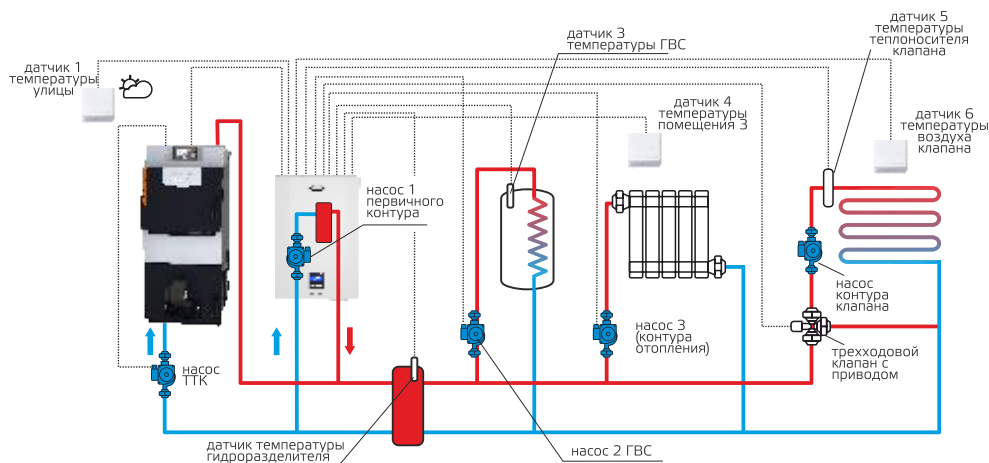 датчик 1
температуры
улицы
датчик 3
температуры ГВС
датчик 5
температуры
теплоносителя
клапана
датчик 4
температуры
помещения 3
датчик 6
температуры
воздуха
клапана
насос 1
первичного
контура
насос
ТТК
насос 3
(контура
отопления)
насос
контура
клапана
трехходовой
клапан с
приводом
датчик температуры
гидроразделителя
насос 2 ГВС